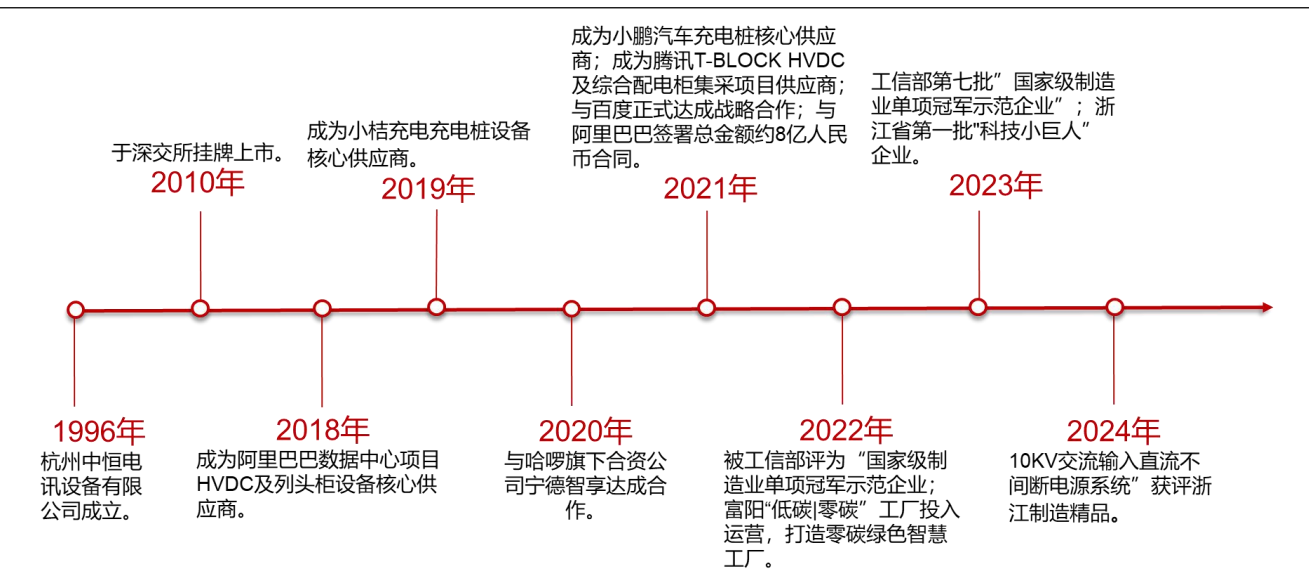 于深交所挂牌上市。
2010年
成为小桔充电充电桩设备
核心供应商。
2019年
成为小鹏汽车充电桩核心供应
商；成为腾讯T-BLOCK HVDC
及综合配电柜集采项目供应商；
与百度正式达成战略合作；与
阿里巴巴签署总金额约8亿人民
币合同。
2021年
工信部第七批”国家级制造
业单项冠军示范企业”；浙
江省第一批"科技小巨人”
企业。
2023年
1996年
杭州中恒电
讯设备有限
公司成立。
2018年
成为阿里巴巴数据中心项目
HVDC及列头柜设备核心供
应商。
2020年
与哈啰旗下合资公
司宁德智享达成合
作。
2022年
被工信部评为“国家级制
造业单项冠军示范企业；
富阳“低碳|零碳”工厂投入
运营，打造零碳绿色智慧
工厂。
2024年
10KV交流输入直流不
间断电源系统”获评浙
江制造精品。